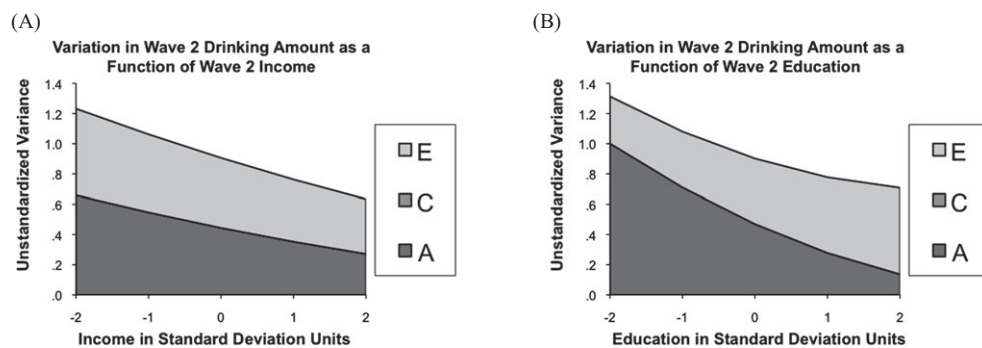 (A)
Variation in Wave 2 Drinking Amount as a
Function of Wave 2 Income
Unstandardized Variance
1.4
1.2
1.0
.8
.6
.4
.2
.0
-2 -1 0 1 2
Income in Standard Deviation Units
E
C
A
(B)
Variation in Wave 2 Drinking Amount as a
Function of Wave 2 Education
Unstandardized Variance
1.4
1.2
1.0
.8
.6
.4
.2
.0
-2 -1 0 1 2
Education in Standard Deviation Units
E
C
A